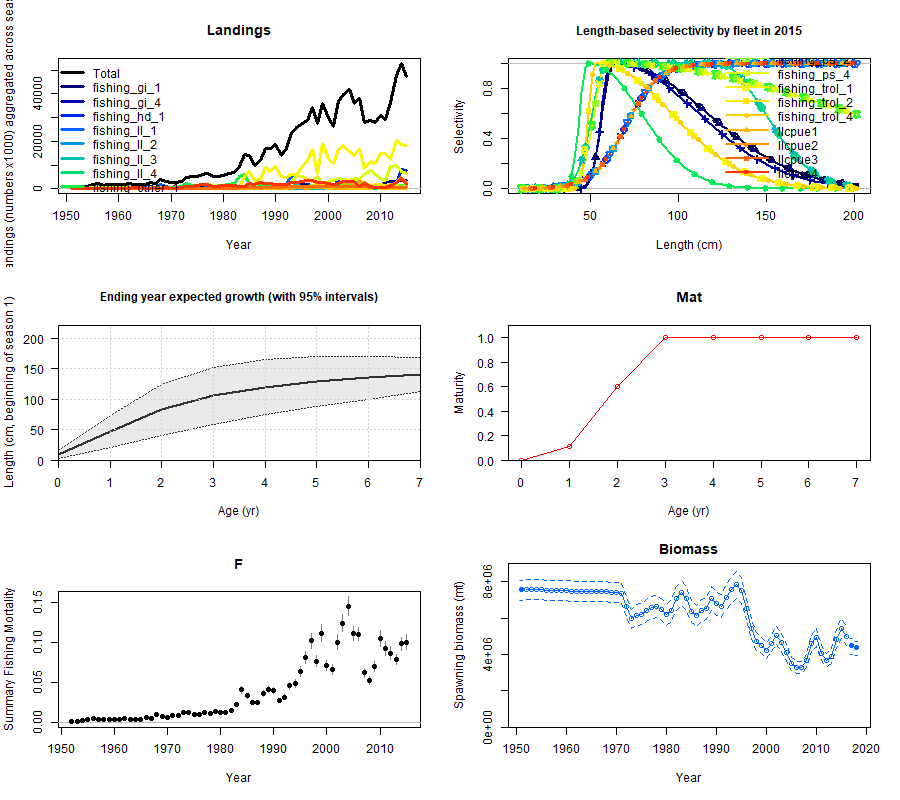 Landings
andings (numbers x1000) aggregated across seas
40000
20000
0
Total
fishing_gi_1
fishing_gi_4
fishing_hd_1
fishing_ll_1
fishing_ll_2
fishing_ll_3
fishing_ll_4
fishing_other
1950 1960 1970 1980 1990 2000 2010
Year
Length-based selectivity by fleet in 2015
Selectivity
0.8
0.4
0.0
fishing_ps_4
fishing_trol_1
fishing_trol_2
fishing_trol_4
llcpue1
llcpue2
llcpue3
50 100 150 200
Length (cm)
Ending year expected growth (with 95% intervals)
Length (cm, beginning of season 1)
200
150
100
50
0
0 1 2 3 4 5 6 7
Age (yr)
Mat
Maturity
1.0
0.8
0.6
0.4
0.2
0.0
0 1 2 3 4 5 6 7
Age (yr)
F
Summary Fishing Mortality
0.15
0.10
0.05
0.00
1950 1960 1970 1980 1990 2000 2010
Year
Biomass
Spawning biomass (mt)
8e+06
4e+06
0e+00
1950 1960 1970 1980 1990 2000 2010 2020
Year